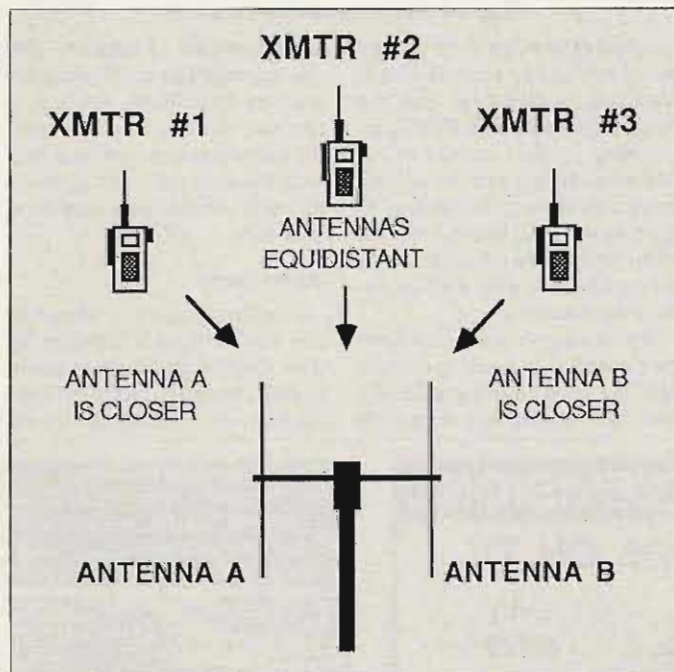 XMTR #2
XMTR #1
XMTR #3
ANTENNAS
EQUIDISTANT
ANTENNA A
IS CLOSER
ANTENNA B
IS CLOSER
ANTENNA A
ANTENNA B